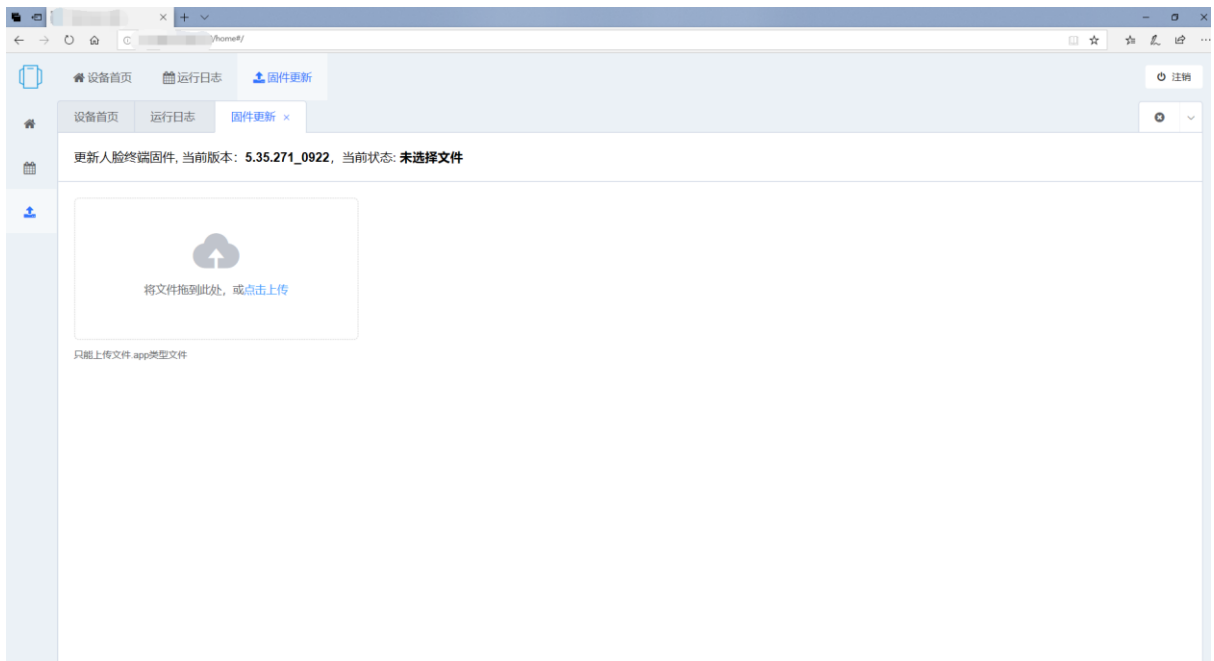 /home#/
设备首页 运行日志 固件更新 注销
设备首页 运行日志 固件更新 ×
更新人脸终端固件, 当前版本：5.35.271_0922，当前状态: 未选择文件
将文件拖到此处，或点击上传
只能上传文件.app类型文件